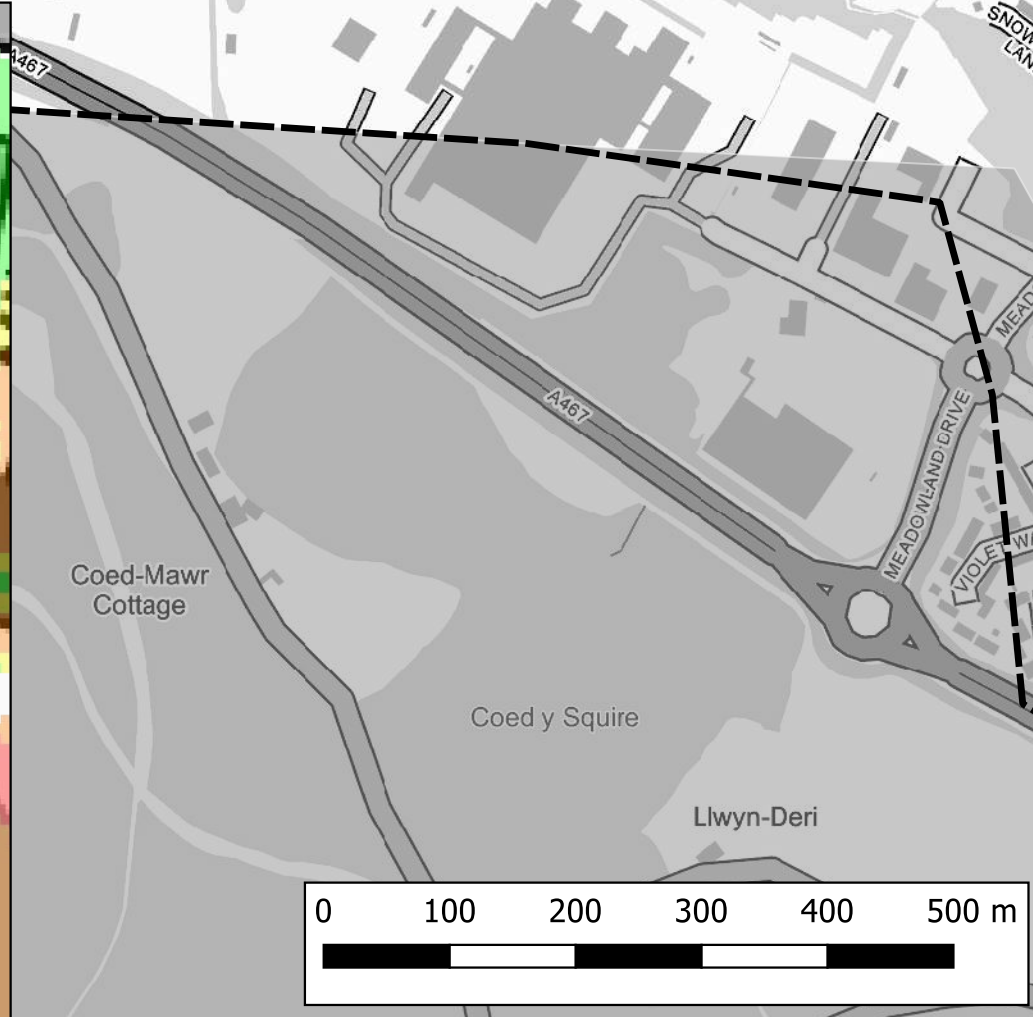 SNOW
LAN
A467
MEAD
A467
MEADOWLAND DRIVE
VIOLET WA
Coed-Mawr
Cottage
Coed y Squire
Llwyn-Deri
0 100 200 300 400 500 m